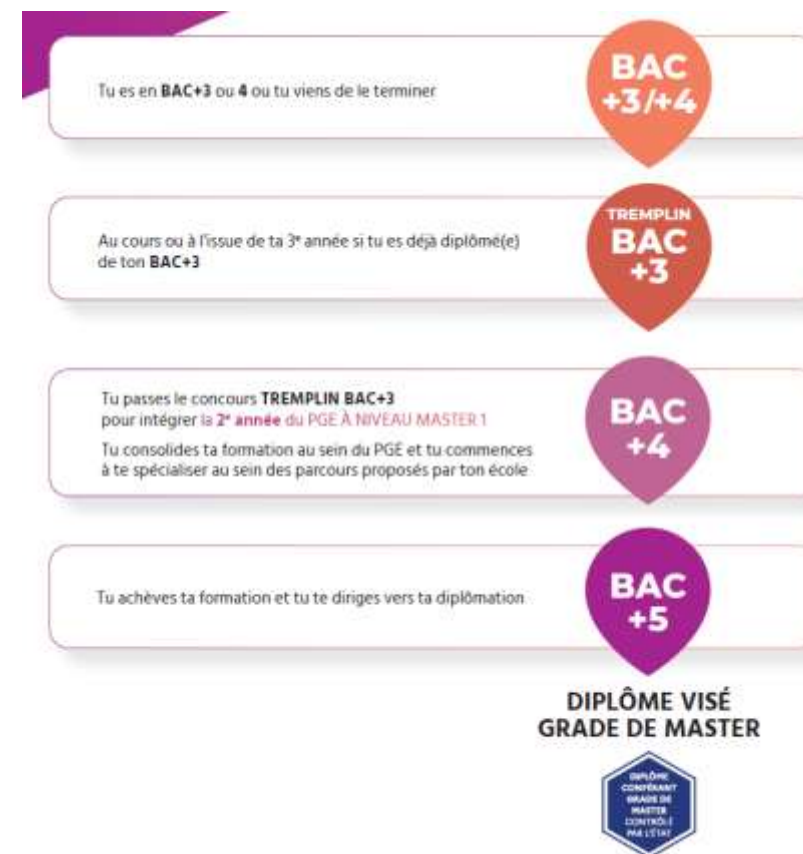 Tu es en BAC+3 ou 4 ou tu viens de le terminer
BAC
+3/+4
Au cours ou à l'issue de ta 3e année si tu es déjà diplômé(e)
de ton BAC+3
TREMPLIN
BAC
+3
Tu passes le concours TREMPLIN BAC+3
pour intégrer la 2e année du PGE À NIVEAU MASTER 1
Tu consolides ta formation au sein du PGE et tu commences
à te spécialiser au sein des parcours proposés par ton école
BAC
+4
Tu achèves ta formation et tu te diriges vers ta diplômation
BAC
+5
DIPLÔME VISÉ
GRADE DE MASTER
DIPLÔME
CONFÉRANT
GRADE DE
MASTER
CONTRÔLÉ
PAR L'ÉTAT